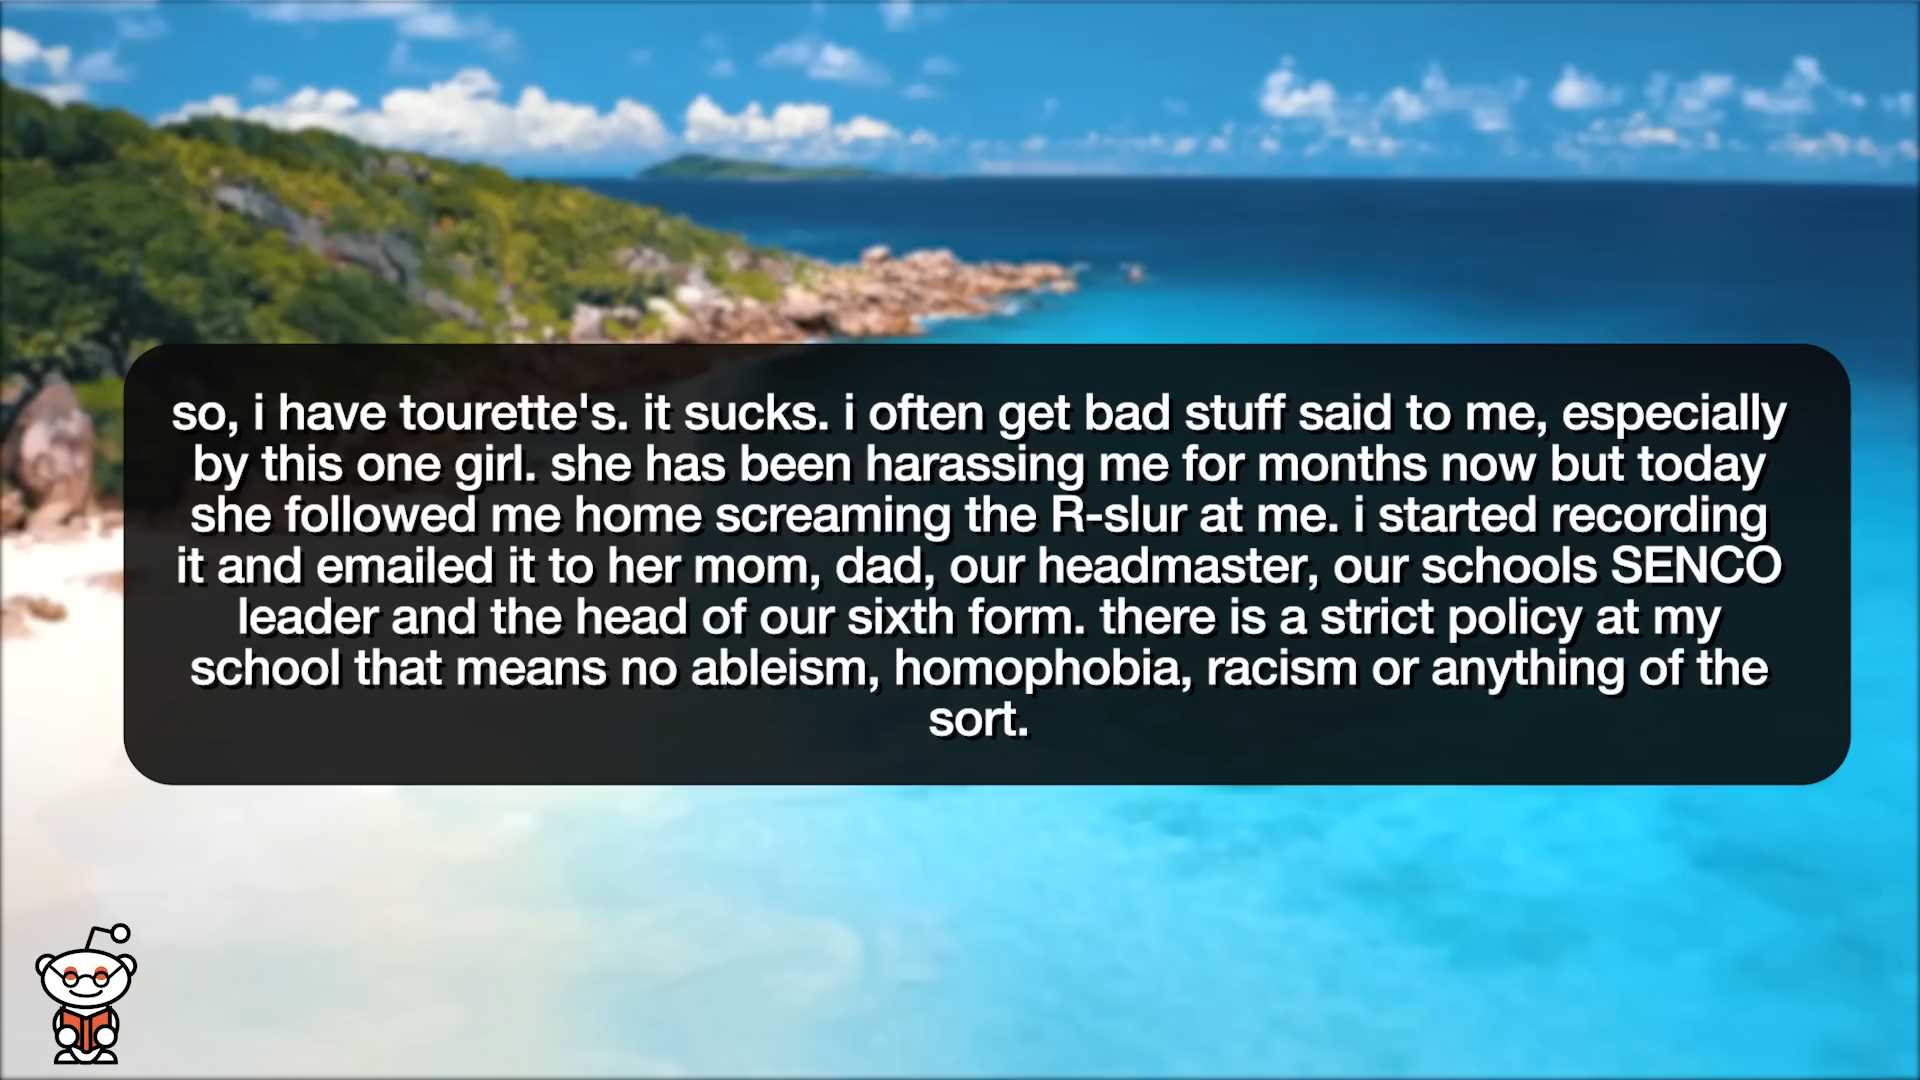 so, i have tourette's. it sucks. i often get bad stuff said to me, especially
by this one girl. she has been harassing me for months now but today
she followed me home screaming the R-slur at me. i started recording
it and emailed it to her mom, dad, our headmaster, our schools SENCO
leader and the head of our sixth form. there is a strict policy at my
school that means no ableism, homophobia, racism or anything of the
sort.